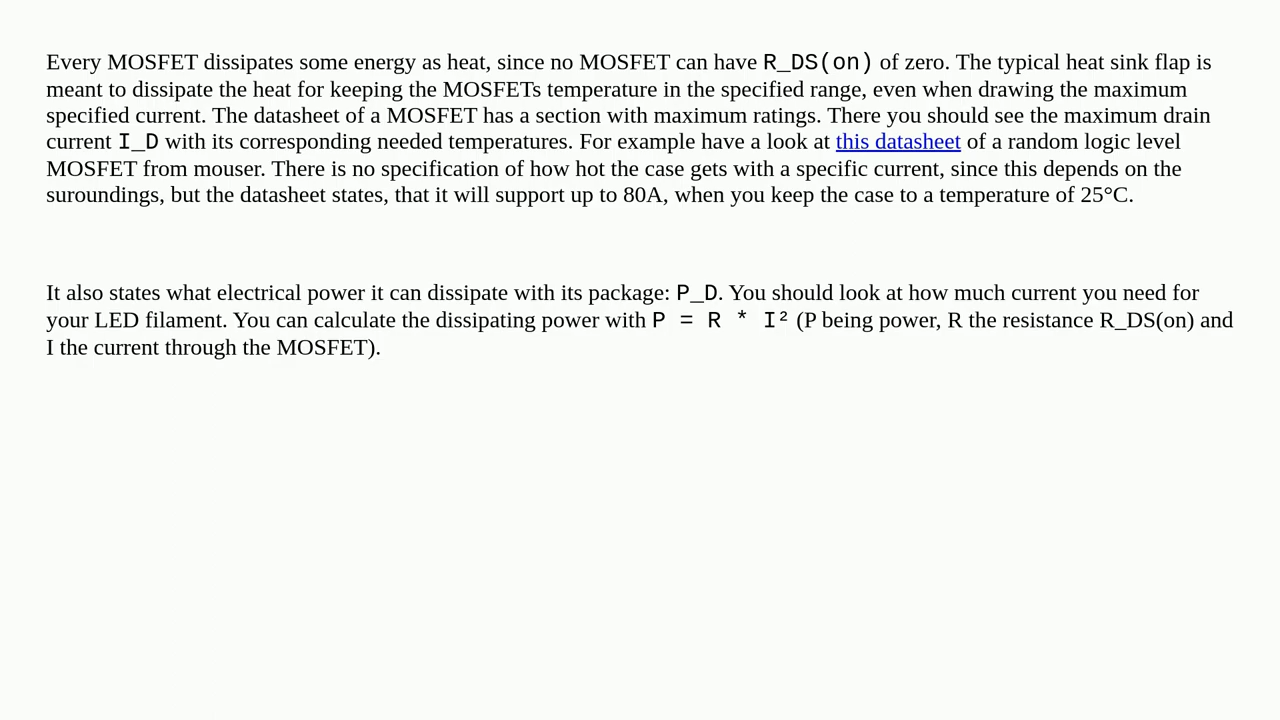 Every MOSFET dissipates some energy as heat, since no MOSFET can have R_DS(on) of zero. The typical heat sink flap is
meant to dissipate the heat for keeping the MOSFETs temperature in the specified range, even when drawing the maximum
specified current. The datasheet of a MOSFET has a section with maximum ratings. There you should see the maximum drain
current I_D with its corresponding needed temperatures. For example have a look at this datasheet of a random logic level
MOSFET from mouser. There is no specification of how hot the case gets with a specific current, since this depends on the
suroundings, but the datasheet states, that it will support up to 80A, when you keep the case to a temperature of 25°C.
It also states what electrical power it can dissipate with its package: P_D. You should look at how much current you need for
your LED filament. You can calculate the dissipating power with P = R * I² (P being power, R the resistance R_DS(on) and
I the current through the MOSFET).